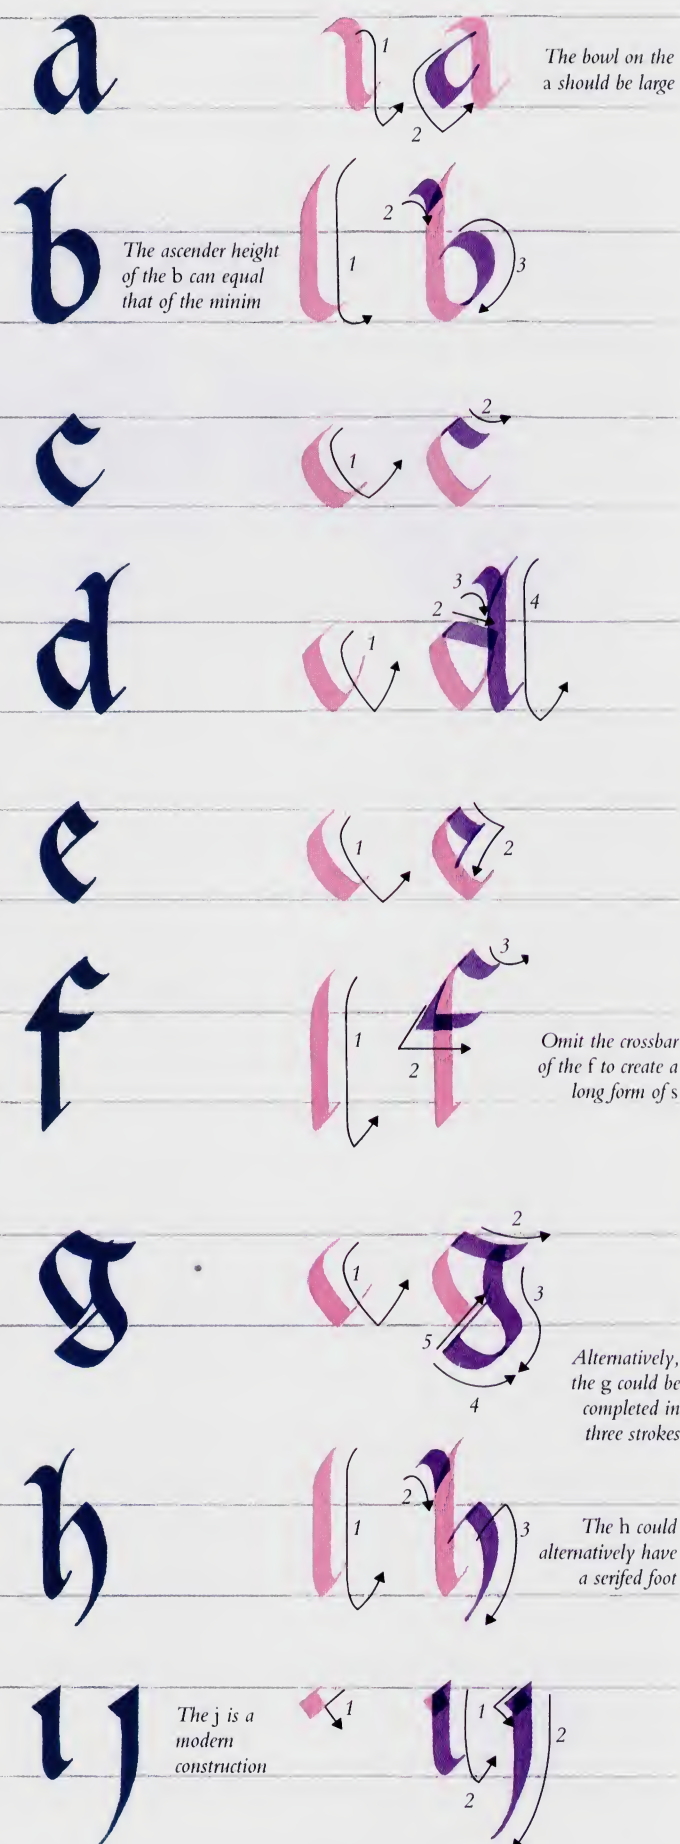 a 1 a 1 2
The bowl on the
a should be large
b l 1 b 2 3
The ascender height
of the b can equal
that of the minim
c 1 c 2
d 1 d 2 3 4
e 1 e 2
f 1 f 2 3
Omit the crossbar
of the f to create a
long form of s
g 1 g 2 3 4 5
Alternatively,
the g could be
completed in
three strokes
h 1 h 2 3
The h could
alternatively have
a serifed foot
ı j 1 ı j 2 1 2
The j is a
modern
construction